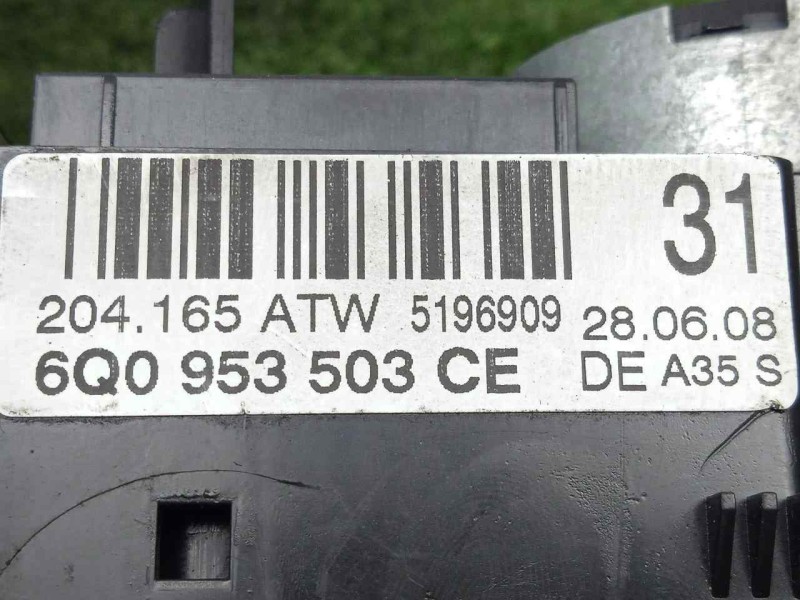 31
204.165 ATW 5196909 28.06.08
6Q0 953 503 CE DE A35 S